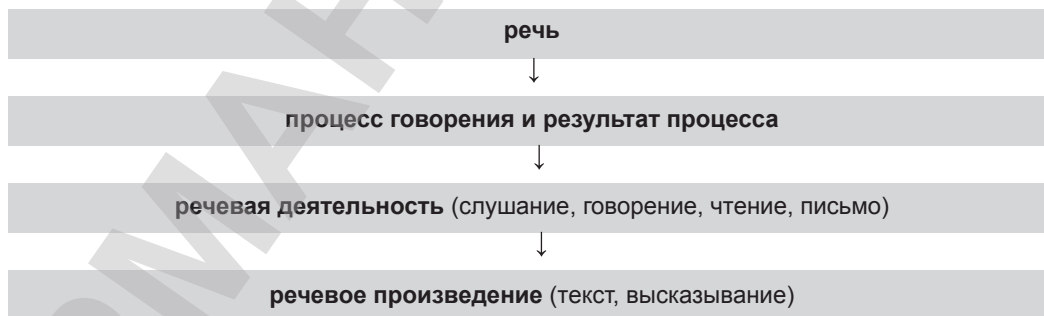 речь
↓
процесс говорения и результат процесса
↓
речевая деятельность (слушание, говорение, чтение, письмо)
↓
речевое произведение (текст, высказывание)